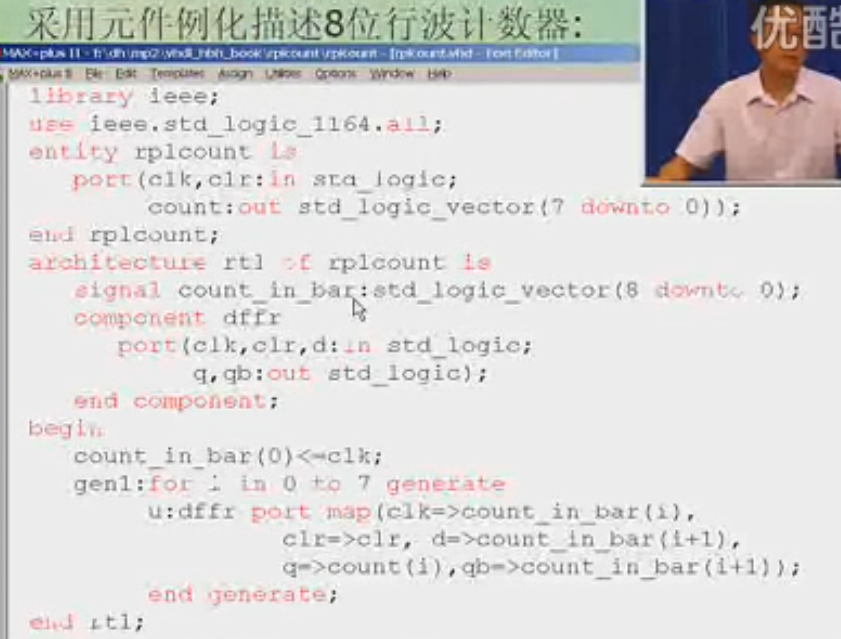 采用元件例化描述8位行波计数器:
优酷
MAX+plus II - f:\dh\mp2\vhdl_hbh_book\rplcount\rplcount - [rplcount.vhd - Text Editor]
MAX+plus II File Edit Templates Assign Utilities Options Window Help
library ieee;
use ieee.std_logic_1164.all;
entity rplcount is
port(clk,clr:in std_logic;
count:out std_logic_vector(7 downto 0));
end rplcount;
architecture rtl of rplcount is
signal count_in_bar:std_logic_vector(8 downto 0);
component dffr
port(clk,clr,d:in std_logic;
q,qb:out std_logic);
end component;
begin
count_in_bar(0)<=clk;
gen1:for i in 0 to 7 generate
u:dffr port map(clk=>count_in_bar(i),
clr=>clr, d=>count_in_bar(i+1),
q=>count(i),qb=>count_in_bar(i+1));
end generate;
end rtl;